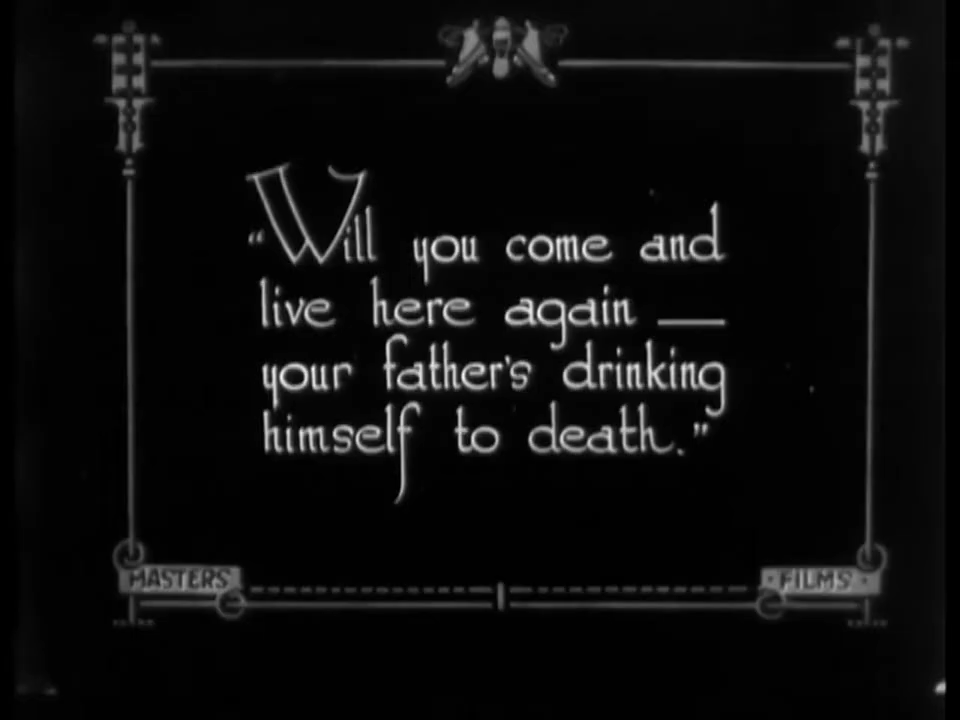 “Will you come and
live here again —
your father's drinking
himself to death.”
MASTERS
· FILMS ·